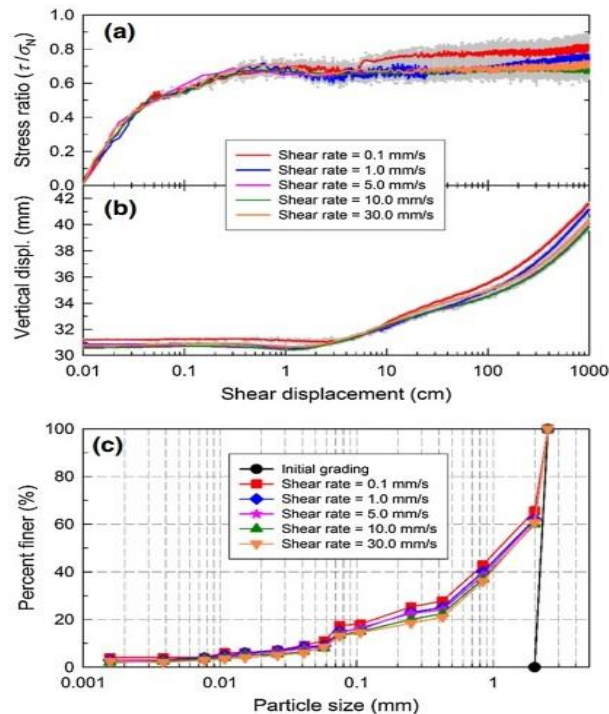 (a)
Stress ratio (τ/σN)
1.0
0.8
0.6
0.4
0.2
0.0
Shear rate = 0.1 mm/s
Shear rate = 1.0 mm/s
Shear rate = 5.0 mm/s
Shear rate = 10.0 mm/s
Shear rate = 30.0 mm/s
(b)
Vertical displ. (mm)
42
40
38
36
34
32
30
0.01 0.1 1 10 100 1000
Shear displacement (cm)
(c)
Percent finer (%)
100
80
60
40
20
0
Initial grading
Shear rate = 0.1 mm/s
Shear rate = 1.0 mm/s
Shear rate = 5.0 mm/s
Shear rate = 10.0 mm/s
Shear rate = 30.0 mm/s
0.001 0.01 0.1 1
Particle size (mm)